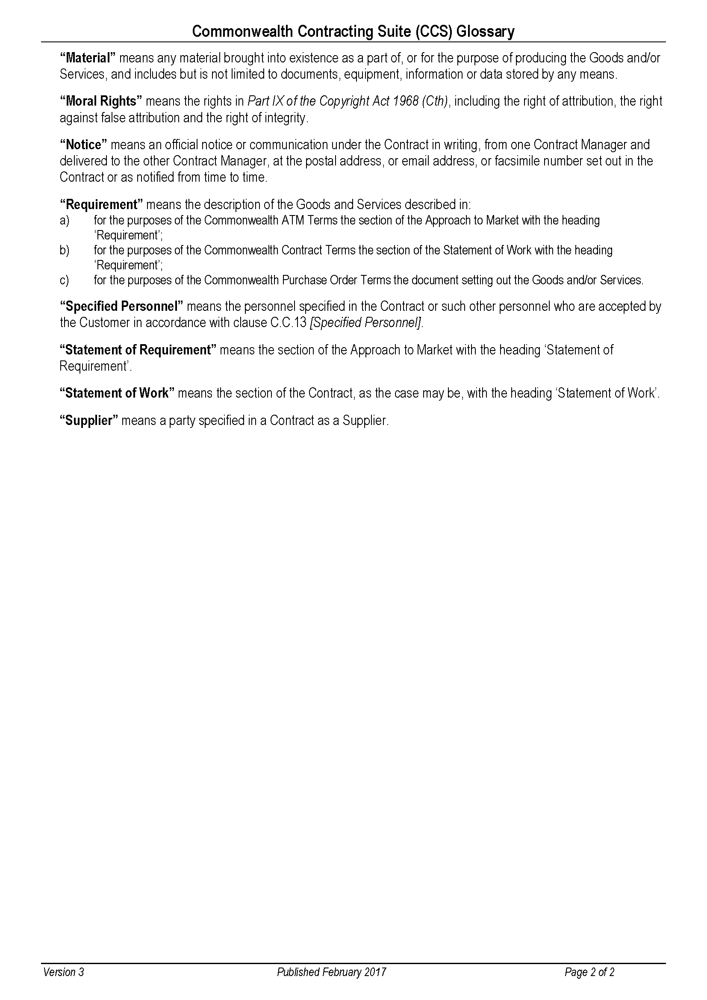 Commonwealth Contracting Suite (CCS) Glossary
“Material” means any material brought into existence as a part of, or for the purpose of producing the Goods and/or
Services, and includes but is not limited to documents, equipment, information or data stored by any means.
“Moral Rights” means the rights in Part IX of the Copyright Act 1968 (Cth), including the right of attribution, the right
against false attribution and the right of integrity.
“Notice” means an official notice or communication under the Contract in writing, from one Contract Manager and
delivered to the other Contract Manager, at the postal address, or email address, or facsimile number set out in the
Contract or as notified from time to time.
“Requirement” means the description of the Goods and Services described in:
a) for the purposes of the Commonwealth ATM Terms the section of the Approach to Market with the heading
‘Requirement’;
b) for the purposes of the Commonwealth Contract Terms the section of the Statement of Work with the heading
‘Requirement’;
c) for the purposes of the Commonwealth Purchase Order Terms the document setting out the Goods and/or Services.
“Specified Personnel” means the personnel specified in the Contract or such other personnel who are accepted by
the Customer in accordance with clause C.C.13 [Specified Personnel].
“Statement of Requirement” means the section of the Approach to Market with the heading ‘Statement of
Requirement’.
“Statement of Work” means the section of the Contract, as the case may be, with the heading ‘Statement of Work’.
“Supplier” means a party specified in a Contract as a Supplier.
Version 3 Published February 2017 Page 2 of 2